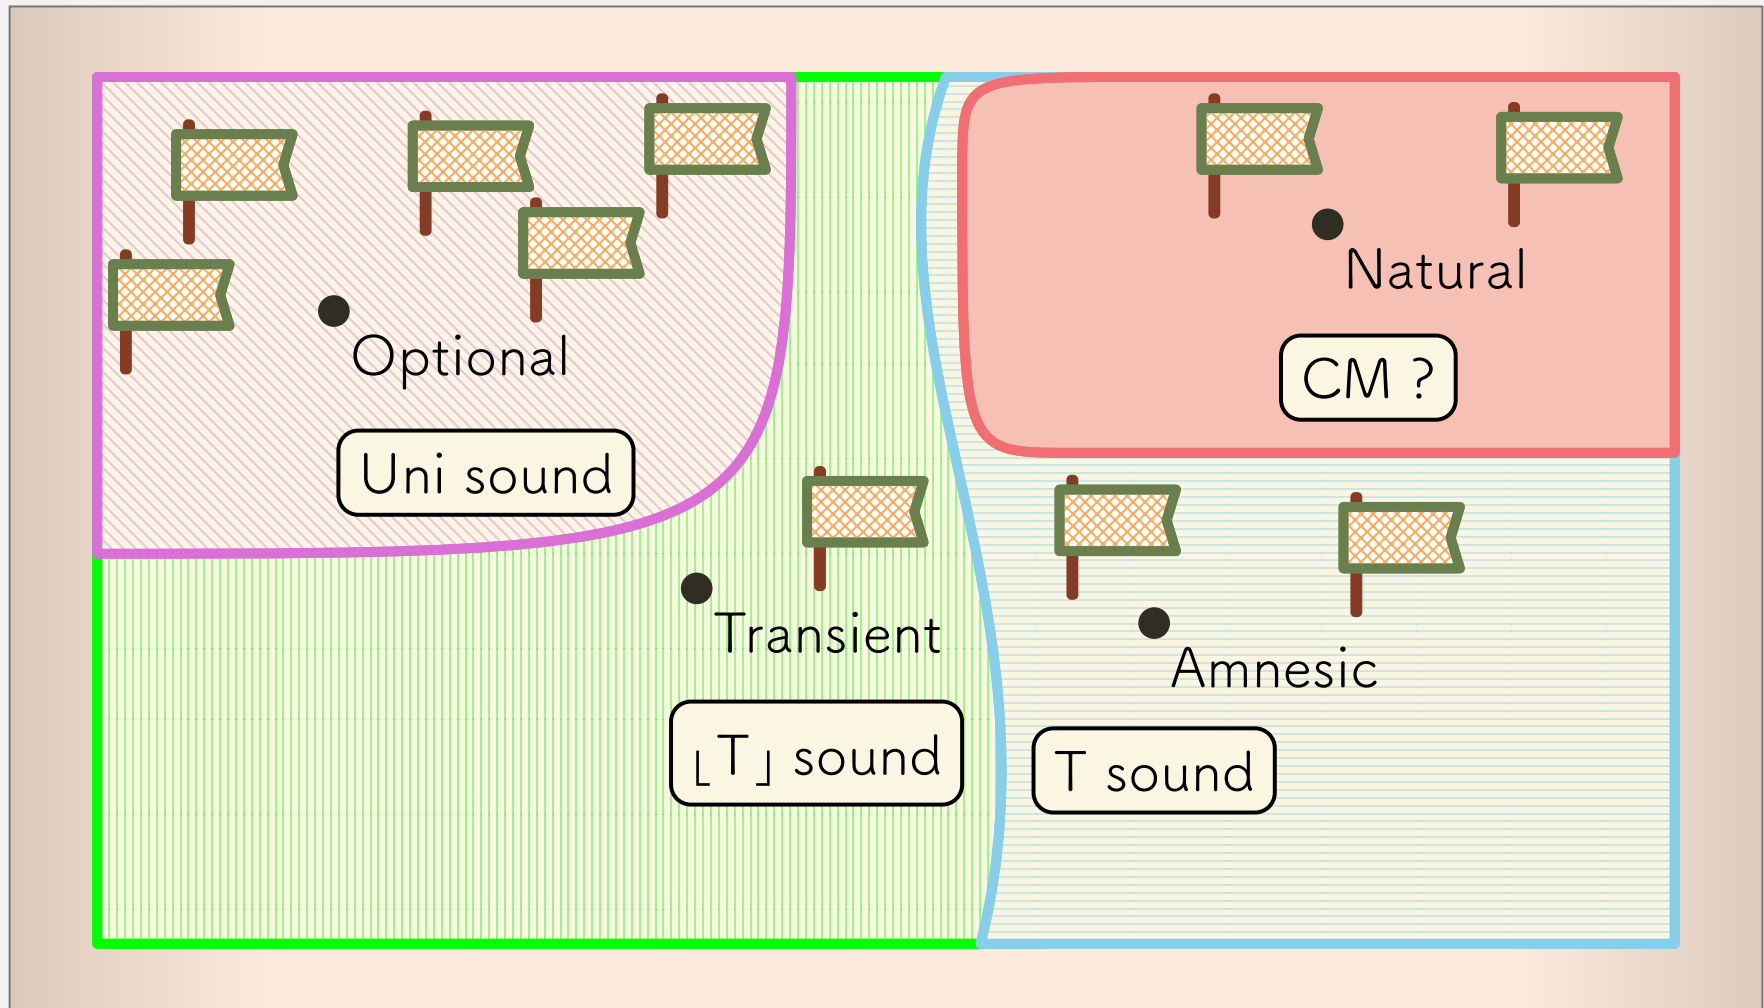 Natural
Optional
CM ?
Uni sound
Transient
Amnesic
⌊T⌋ sound
T sound